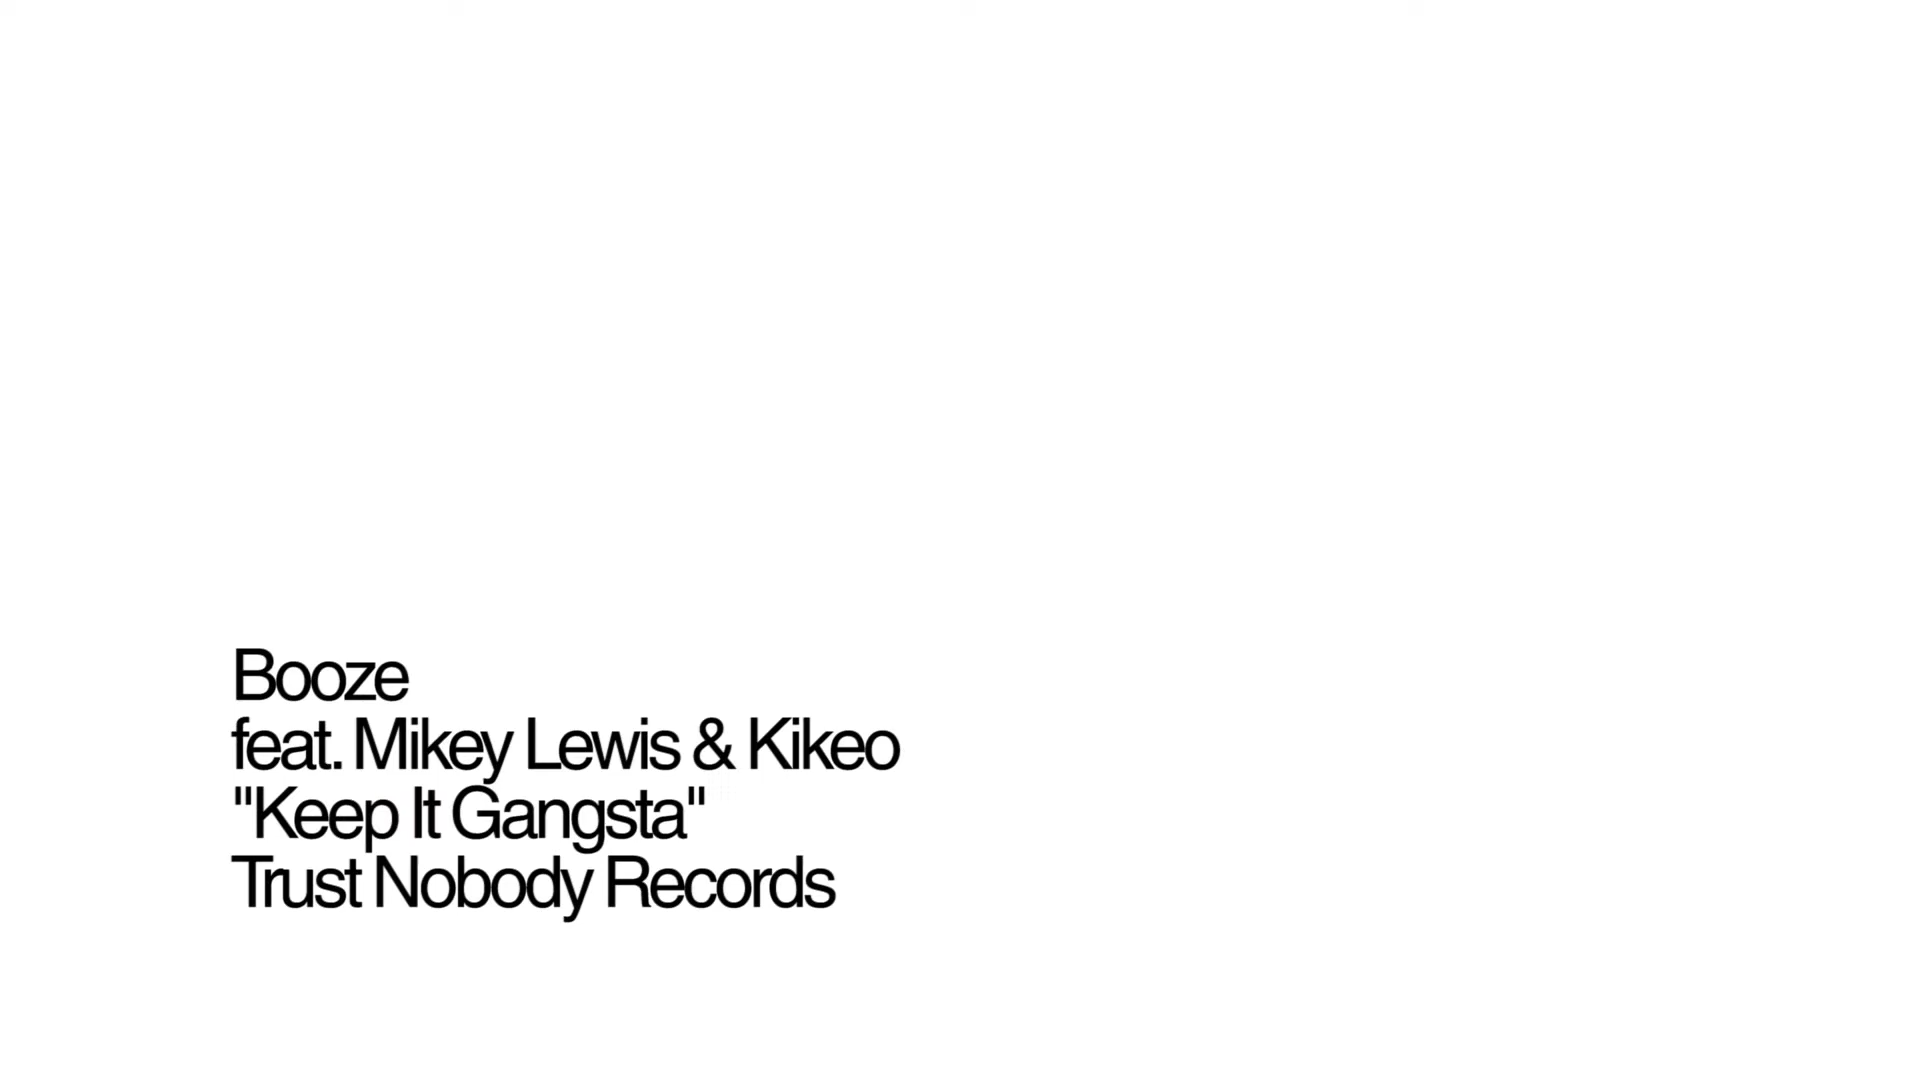 Booze
feat. Mikey Lewis & Kikeo
"Keep It Gangsta"
Trust Nobody Records